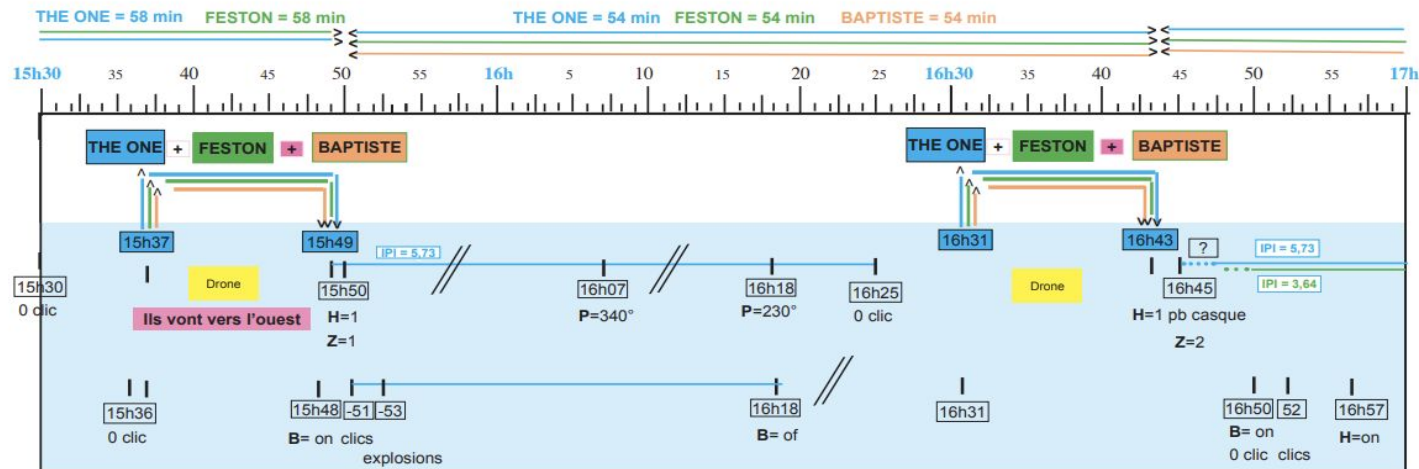 THE ONE = 58 min FESTON = 58 min THE ONE = 54 min FESTON = 54 min BAPTISTE = 54 min
15h30 35 40 45 50 55 16h 5 10 15 20 25 16h30 35 40 45 50 55 17h
THE ONE + FESTON + BAPTISTE THE ONE + FESTON + BAPTISTE
15h37 15h49 16h31 16h43
IPI = 5,73 ? IPI = 5,73
15h30 Drone 15h50 16h07 16h18 16h25 Drone 16h45 IPI = 3,64
0 clic Ils vont vers l'ouest H=1 P=340° P=230° 0 clic H=1 pb casque
Z=1 Z=2
15h36 15h48 -51 -53 16h18 16h31 16h50 52 16h57
0 clic B= on clics B= of B= on H=on
explosions 0 clic clics